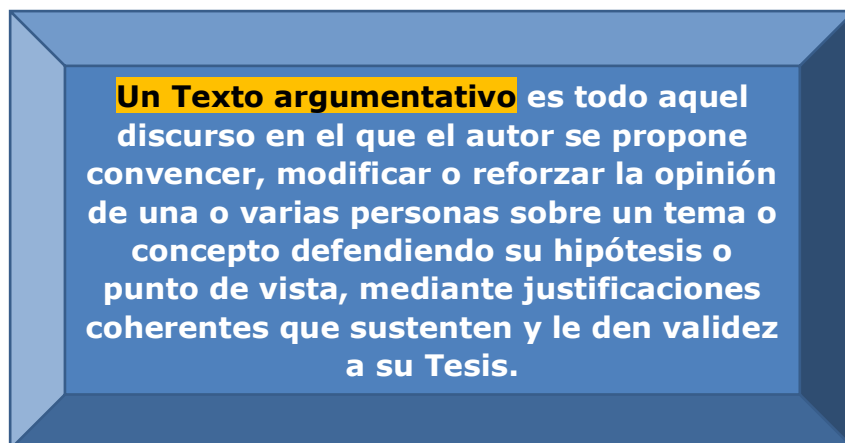 Un Texto argumentativo es todo aquel
discurso en el que el autor se propone
convencer, modificar o reforzar la opinión
de una o varias personas sobre un tema o
concepto defendiendo su hipótesis o
punto de vista, mediante justificaciones
coherentes que sustenten y le den validez
a su Tesis.